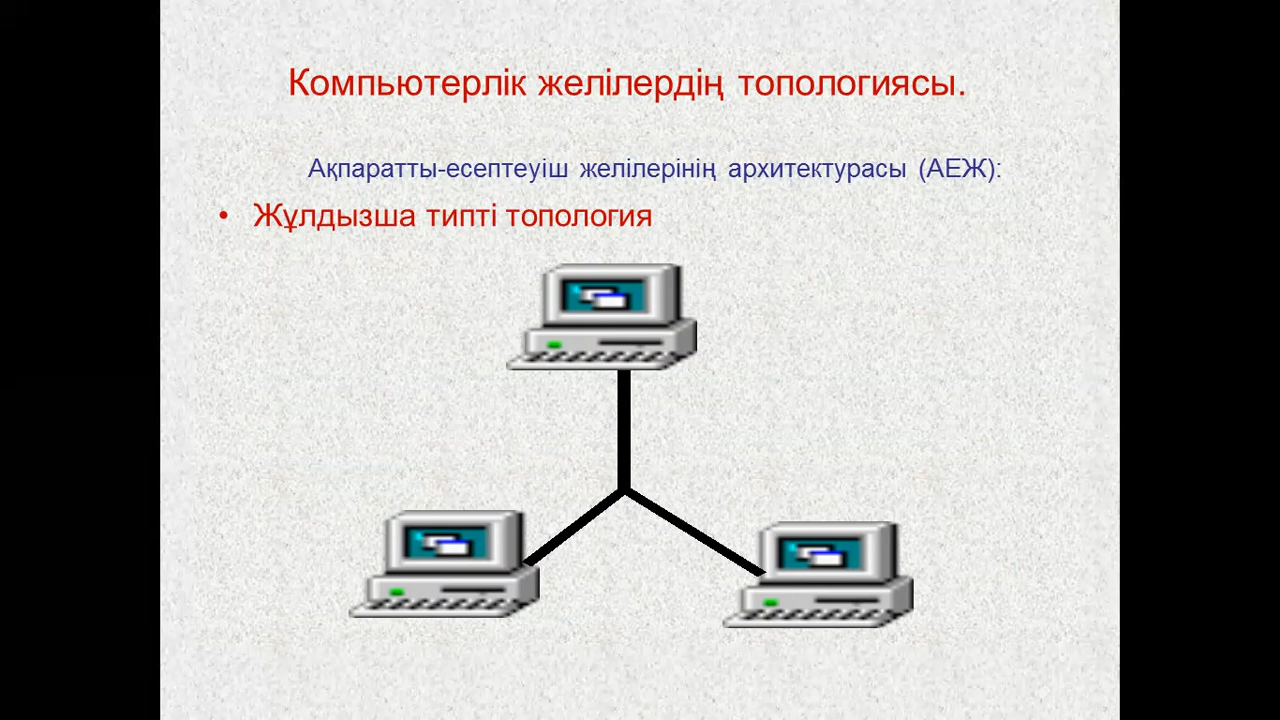 Компьютерлік желілердің топологиясы.
Ақпаратты-есептеуіш желілерінің архитектурасы (АЕЖ):
• Жұлдызша типті топология